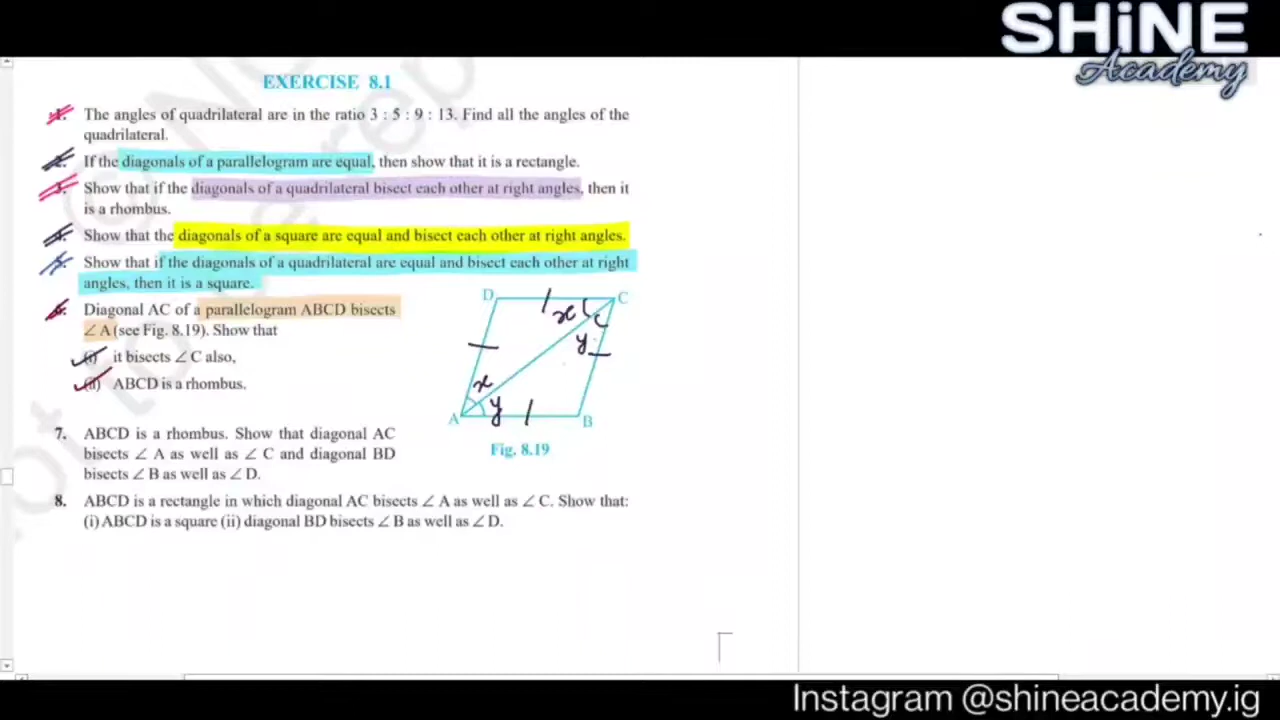 SHiNE
Academy
EXERCISE 8.1
1. The angles of quadrilateral are in the ratio 3 : 5 : 9 : 13. Find all the angles of the
quadrilateral.
2. If the diagonals of a parallelogram are equal, then show that it is a rectangle.
3. Show that if the diagonals of a quadrilateral bisect each other at right angles, then it
is a rhombus.
4. Show that the diagonals of a square are equal and bisect each other at right angles.
5. Show that if the diagonals of a quadrilateral are equal and bisect each other at right
angles, then it is a square.
6. Diagonal AC of a parallelogram ABCD bisects
∠ A (see Fig. 8.19). Show that
(i) it bisects ∠ C also,
(ii) ABCD is a rhombus.
D C
x
y
x
y
A B
Fig. 8.19
7. ABCD is a rhombus. Show that diagonal AC
bisects ∠ A as well as ∠ C and diagonal BD
bisects ∠ B as well as ∠ D.
8. ABCD is a rectangle in which diagonal AC bisects ∠ A as well as ∠ C. Show that:
(i) ABCD is a square (ii) diagonal BD bisects ∠ B as well as ∠ D.
Instagram @shineacademy.ig